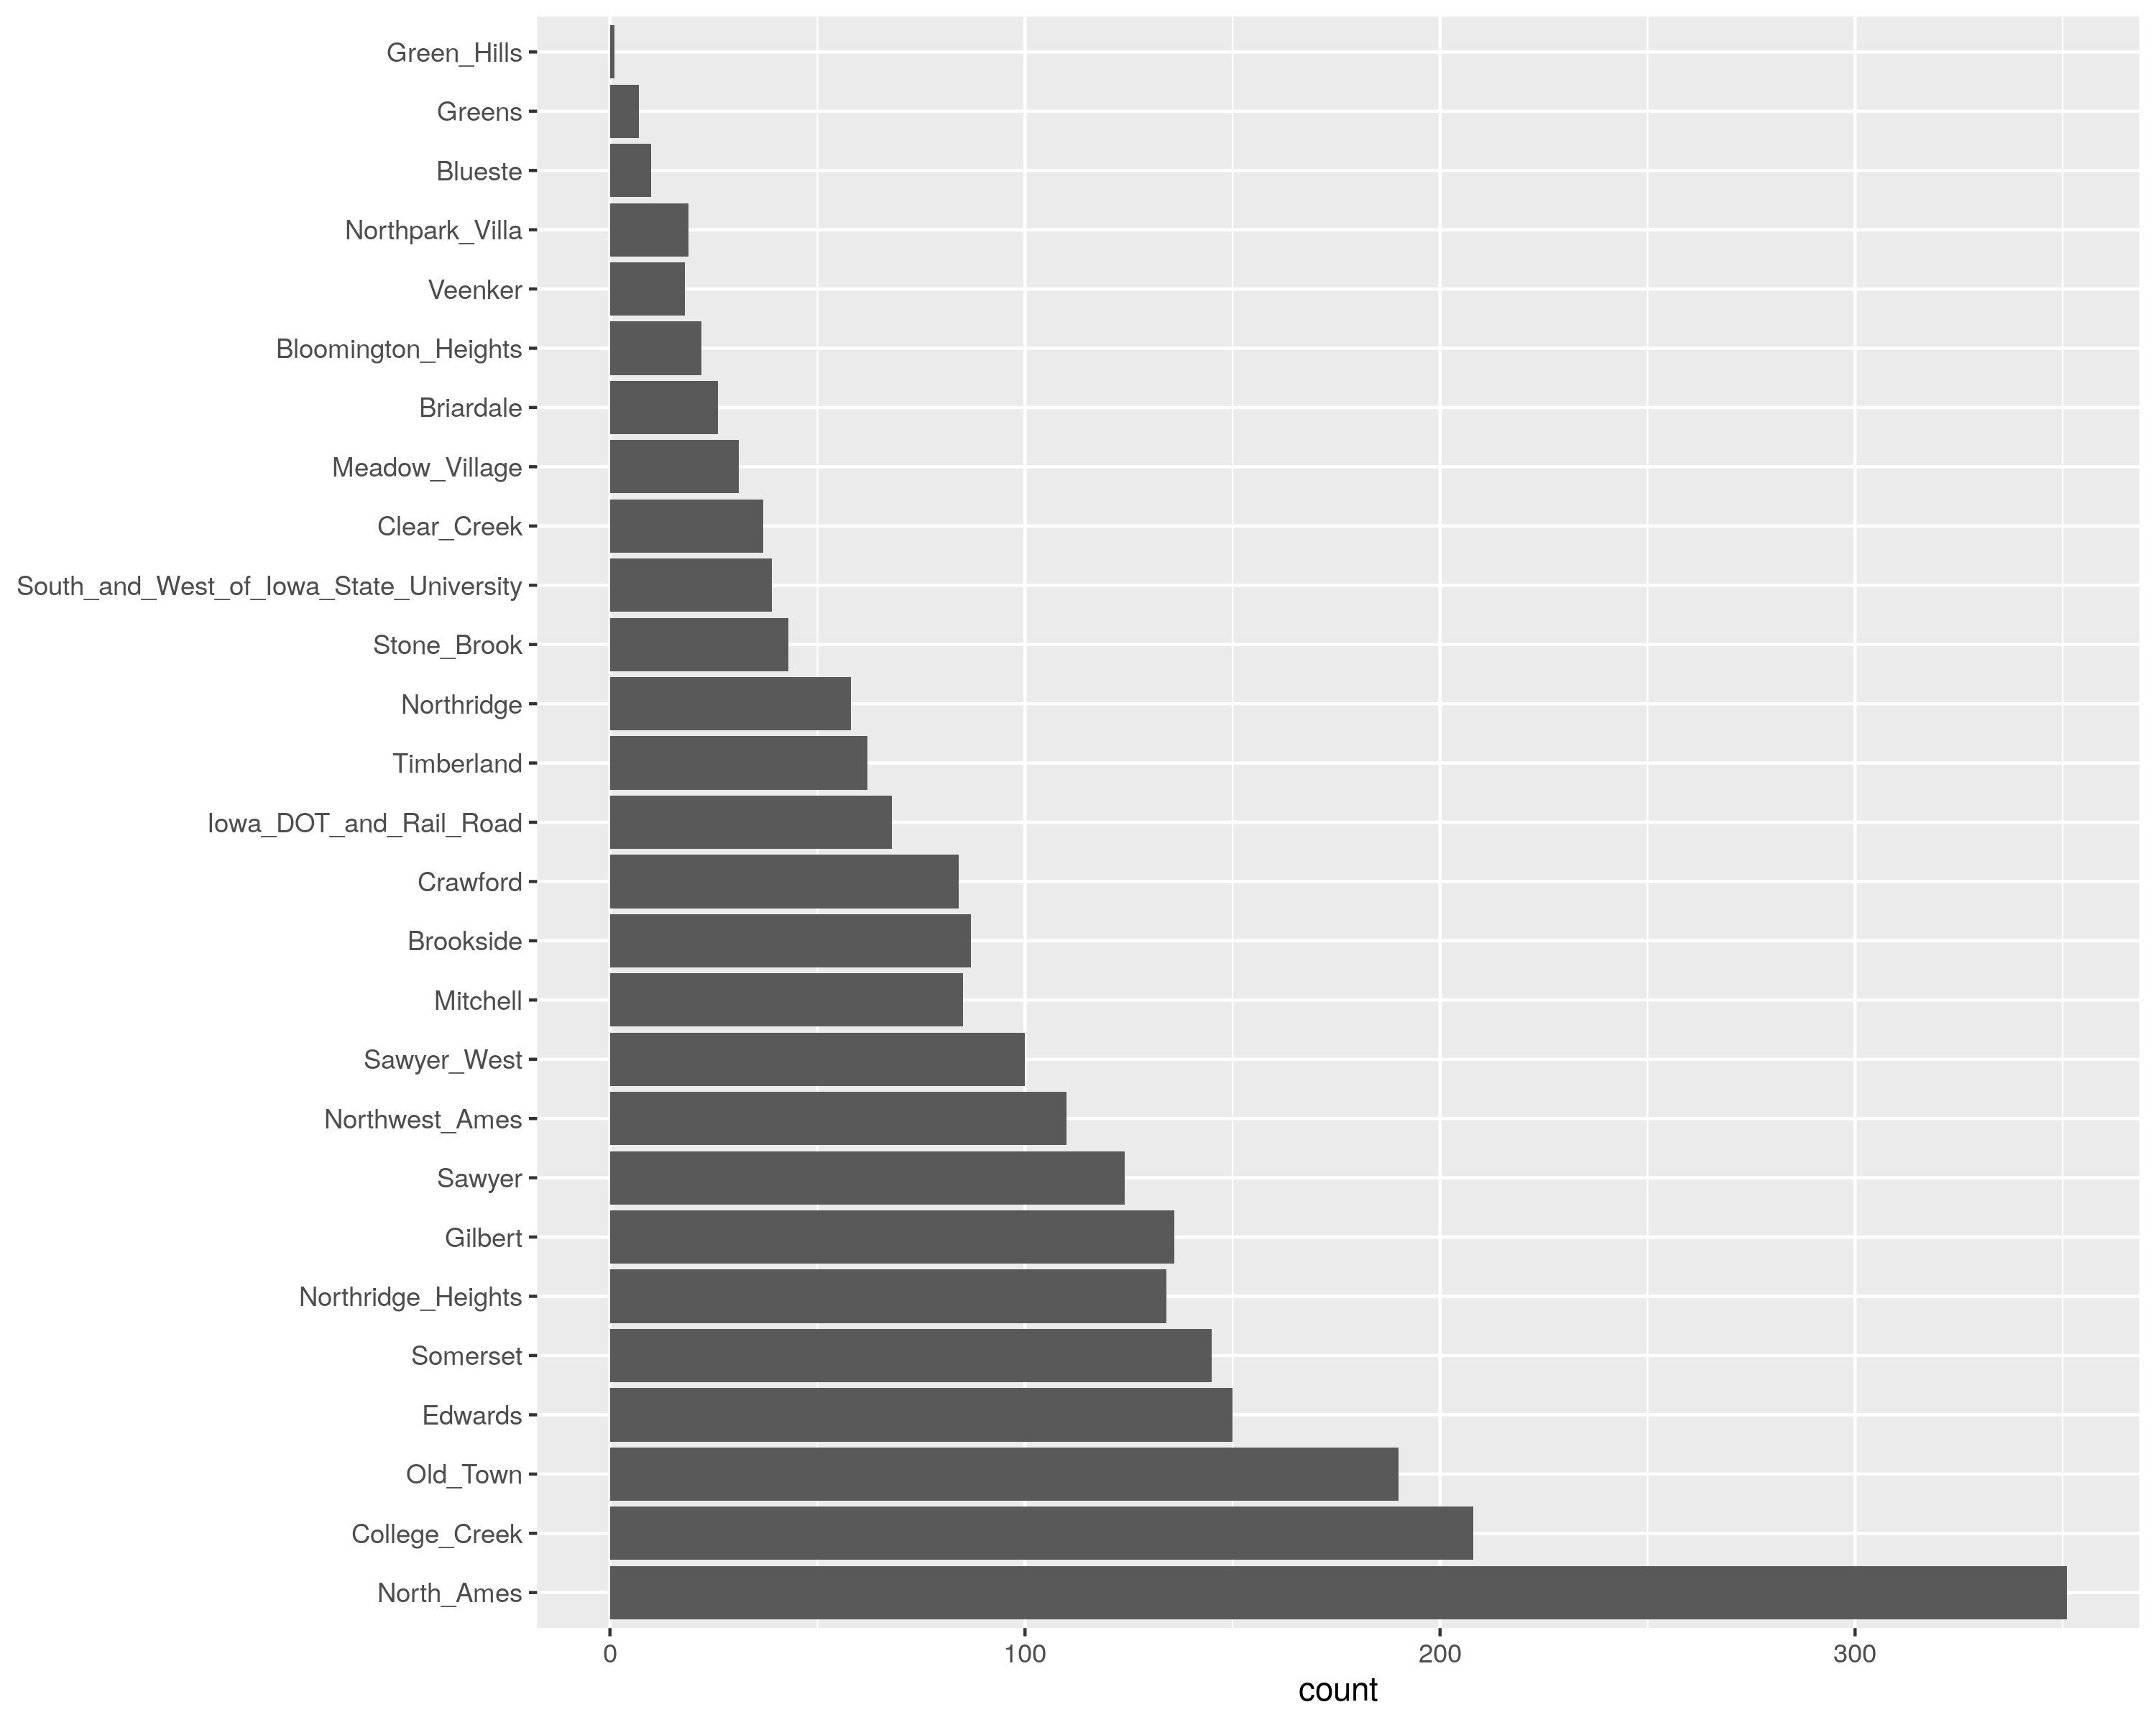 Green_Hills
Greens
Blueste
Northpark_Villa
Veenker
Bloomington_Heights
Briardale
Meadow_Village
Clear_Creek
South_and_West_of_Iowa_State_University
Stone_Brook
Northridge
Timberland
Iowa_DOT_and_Rail_Road
Crawford
Brookside
Mitchell
Sawyer_West
Northwest_Ames
Sawyer
Gilbert
Northridge_Heights
Somerset
Edwards
Old_Town
College_Creek
North_Ames
0 100 200 300
count